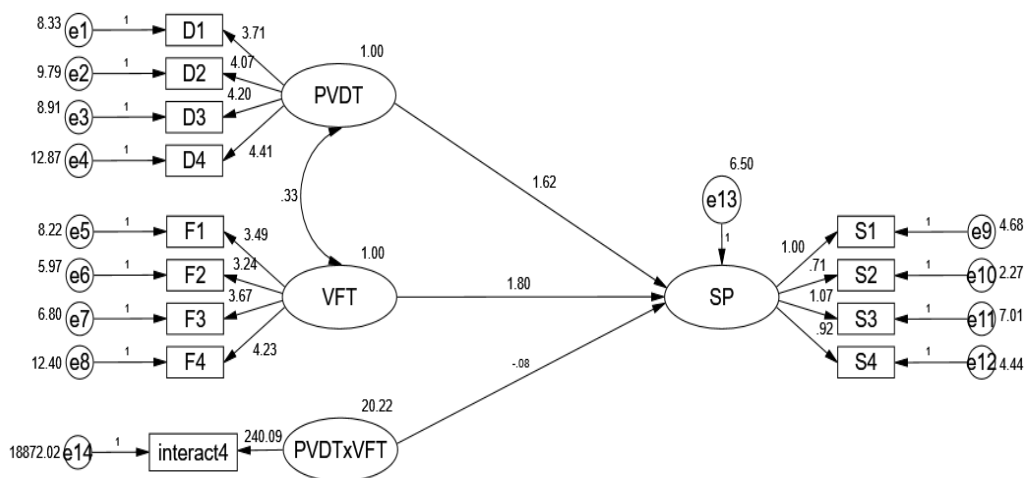 8.33 e1 1 D1 3.71
1.00
9.79 e2 1 D2 4.07
PVDT
8.91 e3 1 D3 4.20
12.87 e4 1 D4 4.41
.33
1.62
6.50
e13
1
8.22 e5 1 F1 3.49
1.00
5.97 e6 1 F2 3.24
VFT
1.80
6.80 e7 1 F3 3.67
12.40 e8 1 F4 4.23
SP
1.00 S1 1 e9 4.68
.71 S2 1 e10 2.27
1.07 S3 1 e11 7.01
.92 S4 1 e12 4.44
-.08
20.22
18872.02 e14 1 interact4 240.09 PVDTxVFT